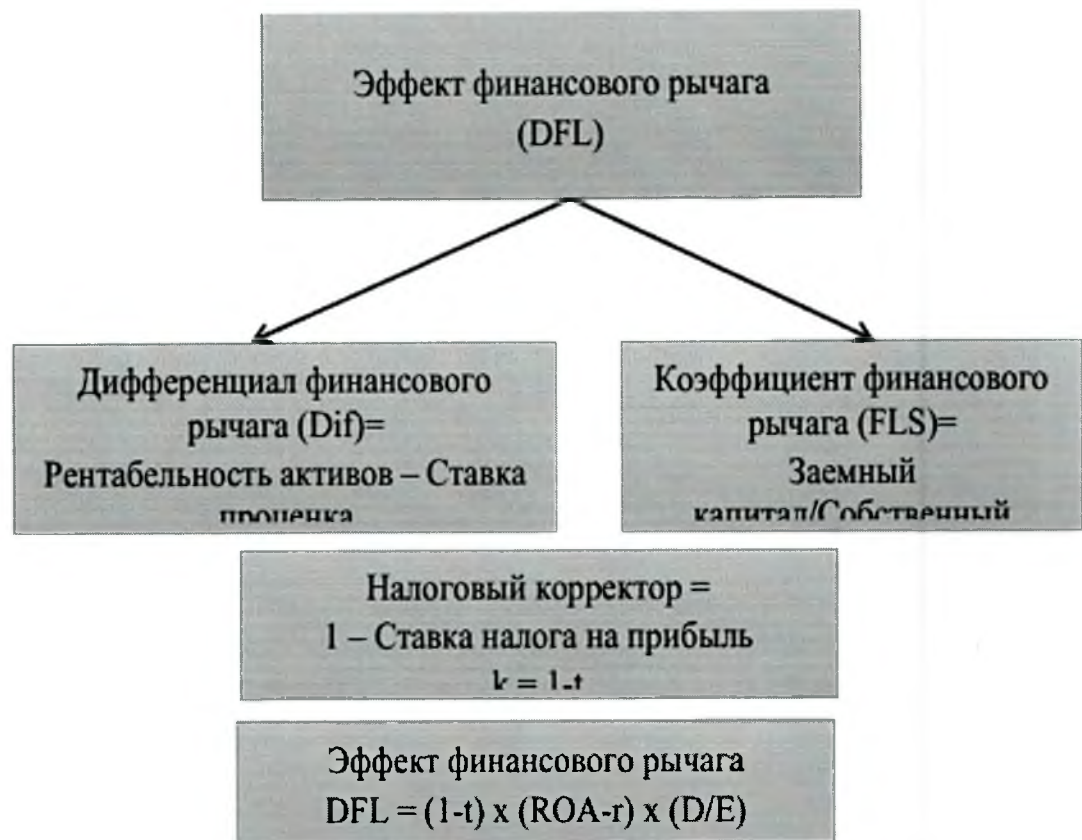 Эффект финансового рычага
(DFL)
Дифференциал финансового
рычага (Dif)=
Рентабельность активов – Ставка
процента
Коэффициент финансового
рычага (FLS)=
Заемный
капитал/Собственный
Налоговый корректор =
1 – Ставка налога на прибыль
k = 1-t
Эффект финансового рычага
DFL = (1-t) x (ROA-r) x (D/E)